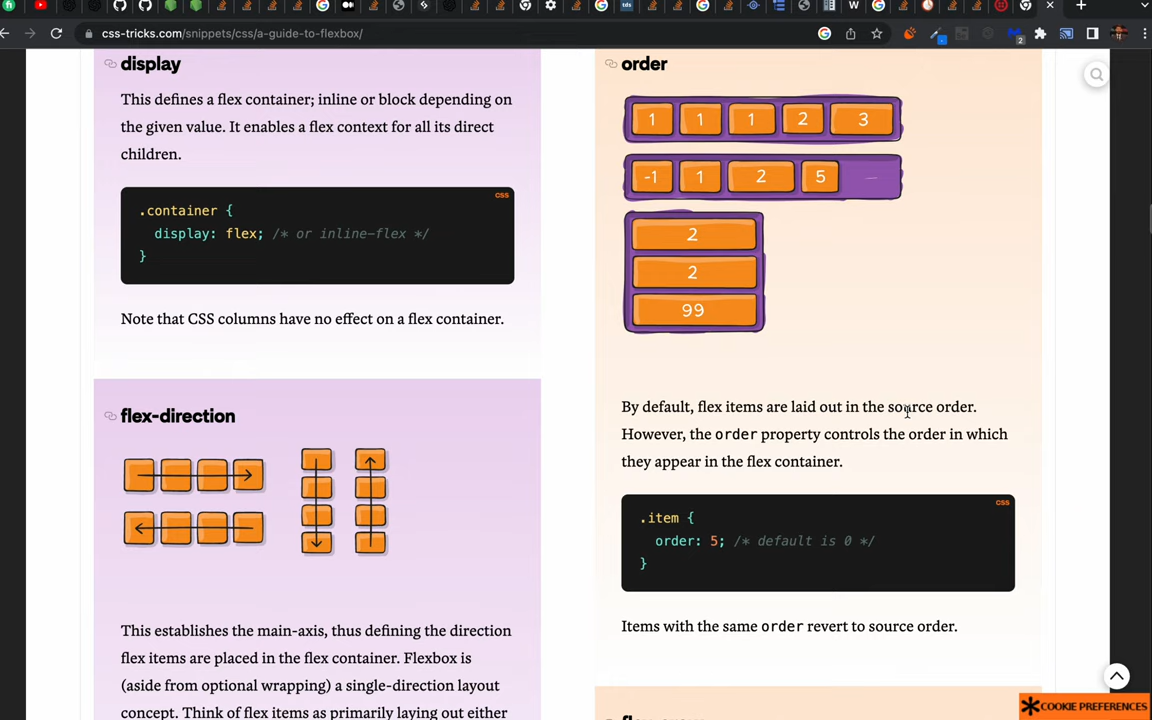 css-tricks.com/snippets/css/a-guide-to-flexbox/
2
display
This defines a flex container; inline or block depending on
the given value. It enables a flex context for all its direct
children.
CSS
.container {
display: flex; /* or inline-flex */
}
Note that CSS columns have no effect on a flex container.
flex-direction
This establishes the main-axis, thus defining the direction
flex items are placed in the flex container. Flexbox is
(aside from optional wrapping) a single-direction layout
concept. Think of flex items as primarily laying out either
order
1 1 1 2 3
-1 1 2 5
2
2
99
By default, flex items are laid out in the source order.
However, the order property controls the order in which
they appear in the flex container.
CSS
.item {
order: 5; /* default is 0 */
}
Items with the same order revert to source order.
COOKIE PREFERENCES